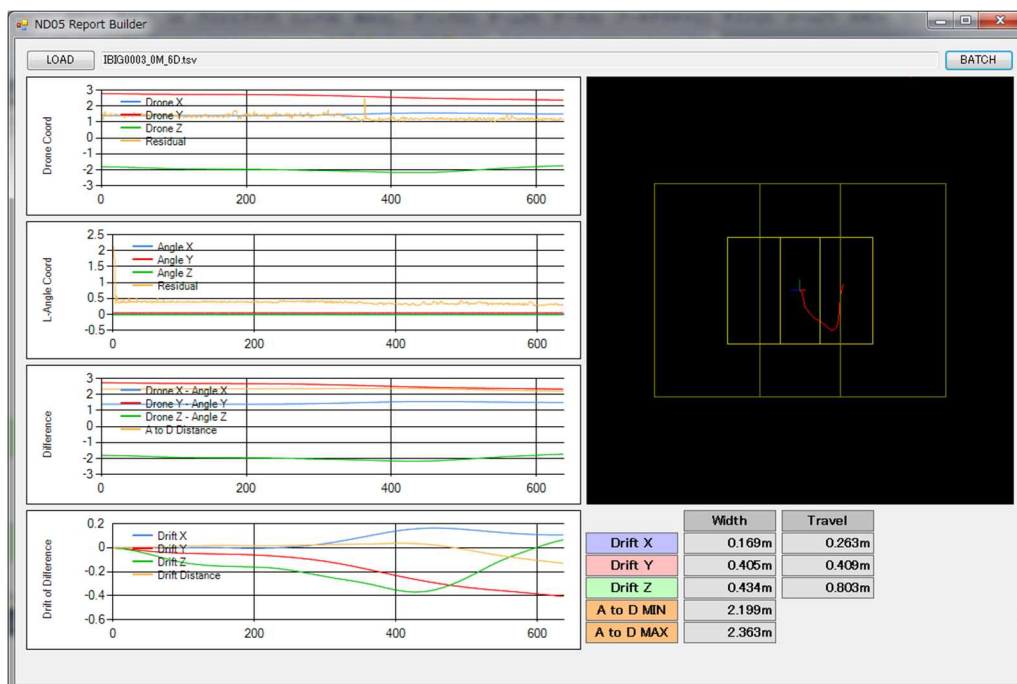 ND05 Report Builder
LOAD
IBIG0003_0M_6D.tsv
BATCH
Drone Coord
3
2
1
0
-1
-2
-3
Drone X
Drone Y
Drone Z
Residual
0 200 400 600
L-Angle Coord
2.5
2
1.5
1
0.5
0
-0.5
Angle X
Angle Y
Angle Z
Residual
0 200 400 600
Difference
3
2
1
0
-1
-2
-3
Drone X - Angle X
Drone Y - Angle Y
Drone Z - Angle Z
A to D Distance
0 200 400 600
Drift of Difference
0.2
0
-0.2
-0.4
-0.6
Drift X
Drift Y
Drift Z
Drift Distance
0 200 400 600
Width Travel
Drift X 0.169m 0.263m
Drift Y 0.405m 0.409m
Drift Z 0.434m 0.803m
A to D MIN 2.199m
A to D MAX 2.363m